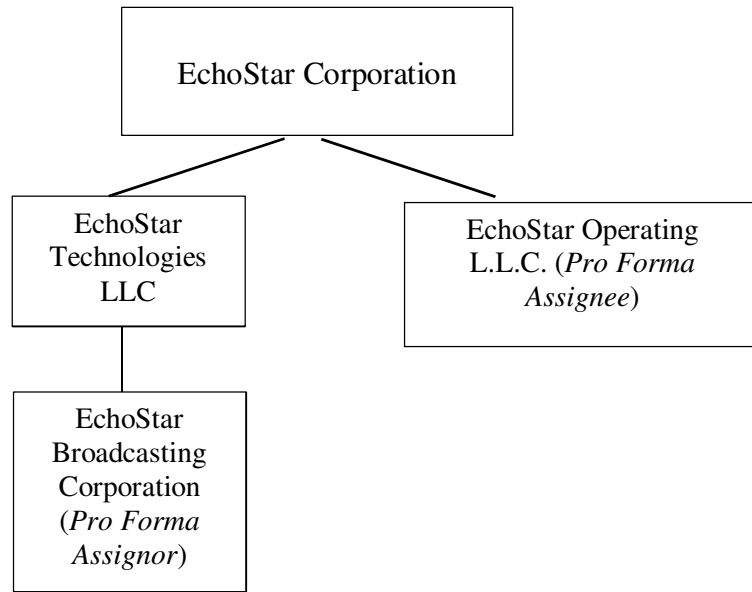 EchoStar Corporation
EchoStar
Technologies
LLC
EchoStar Operating
L.L.C. (Pro Forma
Assignee)
EchoStar
Broadcasting
Corporation
(Pro Forma
Assignor)